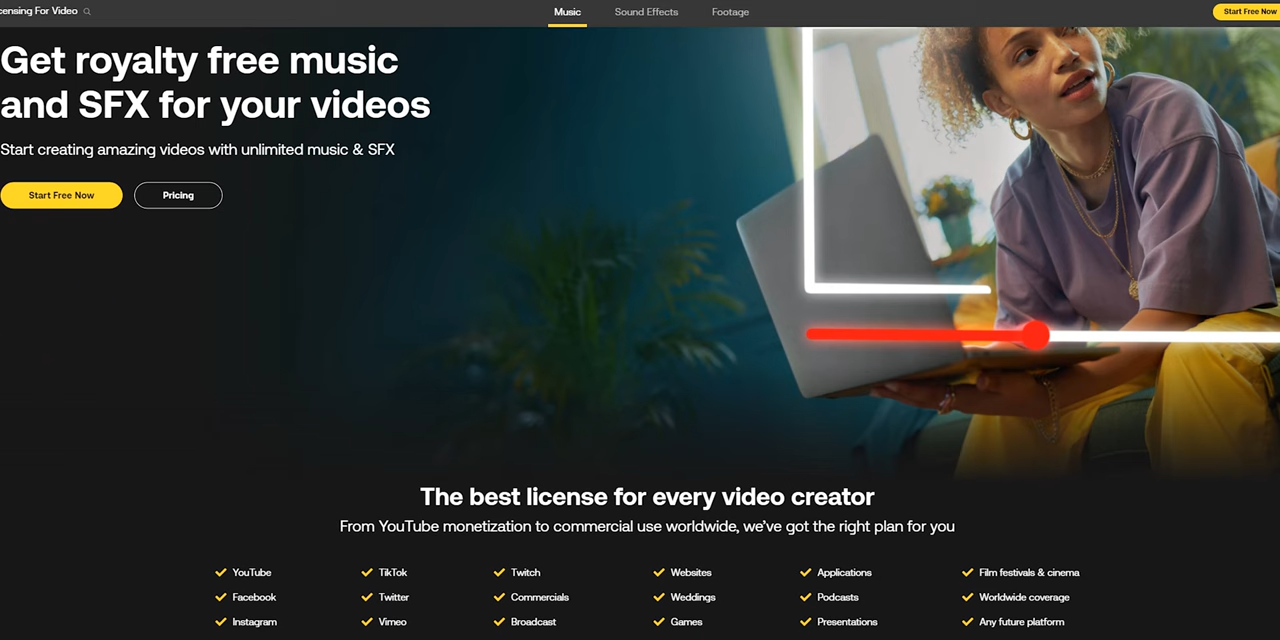 Licensing For Video
Music
Sound Effects
Footage
Start Free Now
Get royalty free music
and SFX for your videos
Start creating amazing videos with unlimited music & SFX
Start Free Now
Pricing
The best license for every video creator
From YouTube monetization to commercial use worldwide, we've got the right plan for you
YouTube
TikTok
Twitch
Websites
Applications
Film festivals & cinema
Facebook
Twitter
Commercials
Weddings
Podcasts
Worldwide coverage
Instagram
Vimeo
Broadcast
Games
Presentations
Any future platform